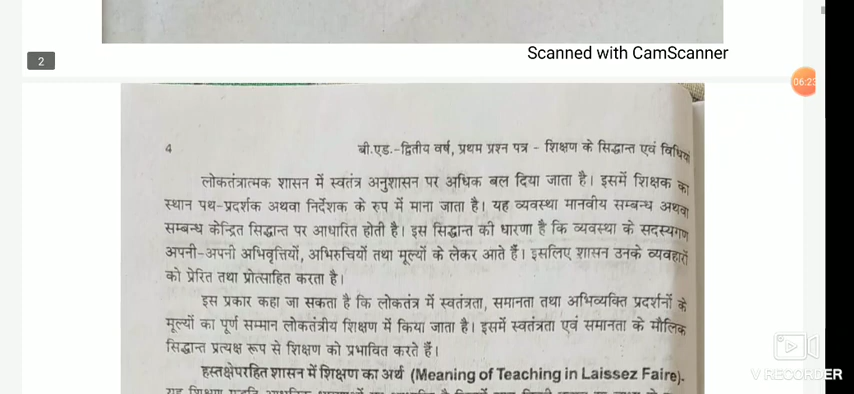 Scanned with CamScanner
2
06:23
4
बी.एड.-द्वितीय वर्ष, प्रथम प्रश्न पत्र - शिक्षण के सिद्धान्त एवं विधियां
लोकतंत्रात्मक शासन में स्वतंत्र अनुशासन पर अधिक बल दिया जाता है। इसमें शिक्षक का
स्थान पथ-प्रदर्शक अथवा निर्देशक के रुप में माना जाता है। यह व्यवस्था मानवीय सम्बन्ध अथवा
सम्बन्ध केन्द्रित सिद्धान्त पर आधारित होती है। इस सिद्धान्त की धारणा है कि व्यवस्था के सदस्यगण
अपनी-अपनी अभिवृत्तियों, अभिरुचियों तथा मूल्यों के लेकर आते हैं। इसलिए शासन उनके व्यवहारों
को प्रेरित तथा प्रोत्साहित करता है।
इस प्रकार कहा जा सकता है कि लोकतंत्र में स्वतंत्रता, समानता तथा अभिव्यक्ति प्रदर्शनों के
मूल्यों का पूर्ण सम्मान लोकतंत्रीय शिक्षण में किया जाता है। इसमें स्वतंत्रता एवं समानता के मौलिक
सिद्धान्त प्रत्यक्ष रूप से शिक्षण को प्रभावित करते हैं।
हस्तक्षेपरहित शासन में शिक्षण का अर्थ (Meaning of Teaching in Laissez Faire).
V RECORDER